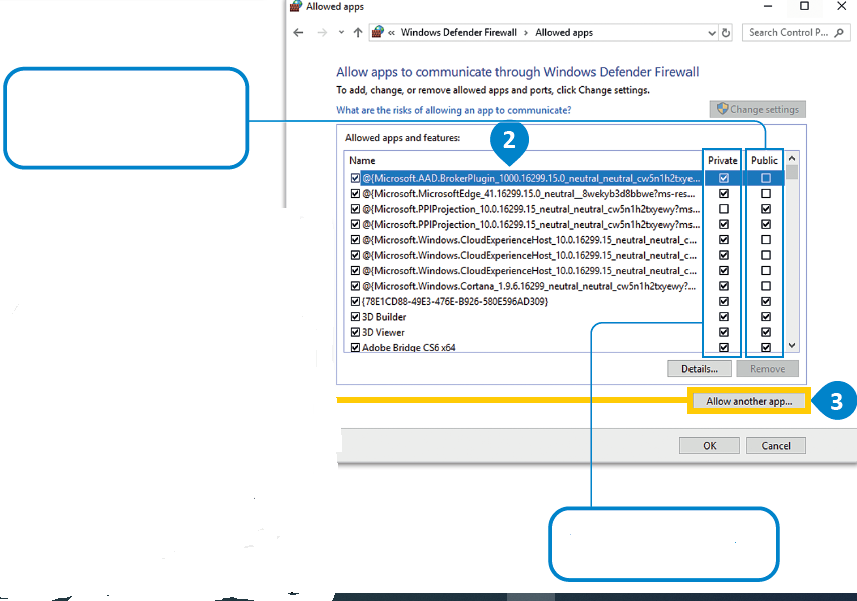 Allowed apps
« Windows Defender Firewall › Allowed apps
Search Control P...
Allow apps to communicate through Windows Defender Firewall
To add, change, or remove allowed apps and ports, click Change settings.
What are the risks of allowing an app to communicate?
Change settings
2
Allowed apps and features:
Name Private Public
@{Microsoft.AAD.BrokerPlugin_1000.16299.15.0_neutral_neutral_cw5n1h2txye...
@{Microsoft.MicrosoftEdge_41.16299.15.0_neutral__8wekyb3d8bbwe?ms-res...
@{Microsoft.PPIProjection_10.0.16299.15_neutral_neutral_cw5n1h2txyewy?ms...
@{Microsoft.PPIProjection_10.0.16299.15_neutral_neutral_cw5n1h2txyewy?ms...
@{Microsoft.Windows.CloudExperienceHost_10.0.16299.15_neutral_neutral_c...
@{Microsoft.Windows.CloudExperienceHost_10.0.16299.15_neutral_neutral_c...
@{Microsoft.Windows.CloudExperienceHost_10.0.16299.15_neutral_neutral_c...
@{Microsoft.Windows.Cortana_1.9.6.16299_neutral_neutral_cw5n1h2txyewy?...
{78E1CD88-49E3-476E-B926-580E596AD309}
3D Builder
3D Viewer
Adobe Bridge CS6 x64
Details... Remove
Allow another app...
3
OK Cancel